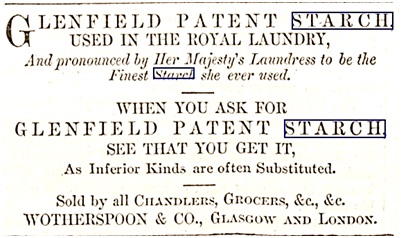 GLENFIELD PATENT STARCH
USED IN THE ROYAL LAUNDRY,
And pronounced by Her Majesty's Laundress to be the
Finest Starch she ever used.
WHEN YOU ASK FOR
GLENFIELD PATENT STARCH,
SEE THAT YOU GET IT,
As Inferior Kinds are often Substituted.
Sold by all CHANDLERS, GROCERS, &c., &c.
WOTHERSPOON & CO., GLASGOW AND LONDON.